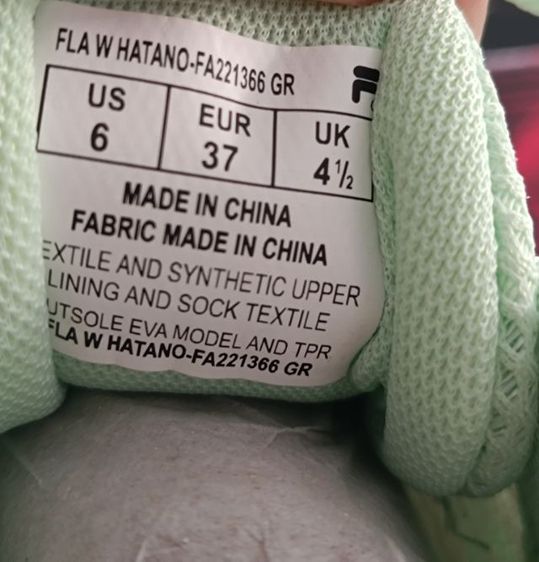 FLA W HATANO-FA221366 GR
US EUR UK
6 37 4½
MADE IN CHINA
FABRIC MADE IN CHINA
EXTILE AND SYNTHETIC UPPER
LINING AND SOCK TEXTILE
UTSOLE EVA MODEL AND TPR
FLA W HATANO-FA221366 GR